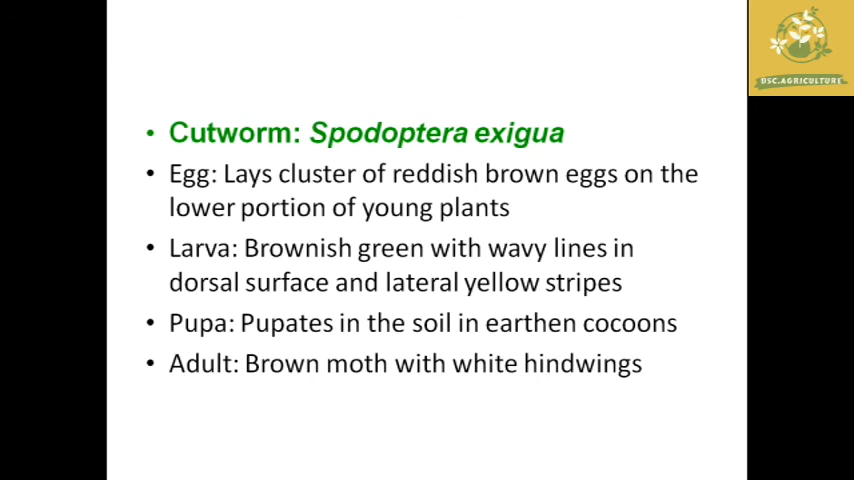 • Cutworm: Spodoptera exigua
• Egg: Lays cluster of reddish brown eggs on the
lower portion of young plants
• Larva: Brownish green with wavy lines in
dorsal surface and lateral yellow stripes
• Pupa: Pupates in the soil in earthen cocoons
• Adult: Brown moth with white hindwings
DSC.AGRICULTURE